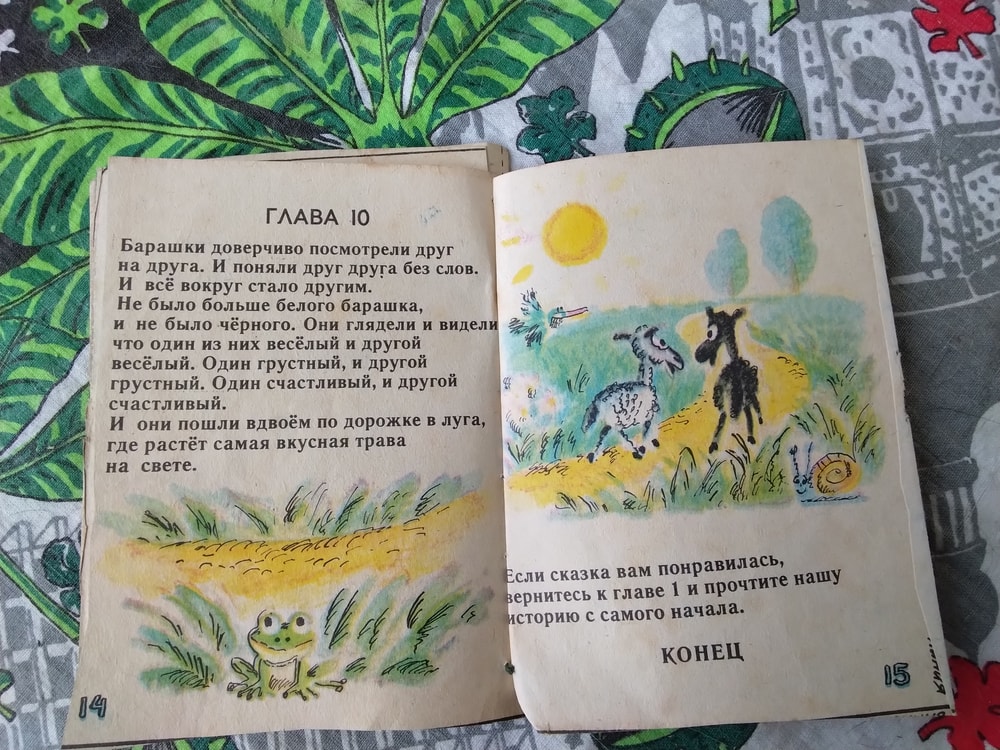 ГЛАВА 10
Барашки доверчиво посмотрели друг
на друга. И поняли друг друга без слов.
И всё вокруг стало другим.
Не было больше белого барашка,
и не было чёрного. Они глядели и видели
что один из них весёлый и другой
весёлый. Один грустный, и другой
грустный. Один счастливый, и другой
счастливый.
И они пошли вдвоём по дорожке в луга,
где растёт самая вкусная трава
на свете.
14
Если сказка вам понравилась,
вернитесь к главе 1 и прочтите нашу
историю с самого начала.
КОНЕЦ
15